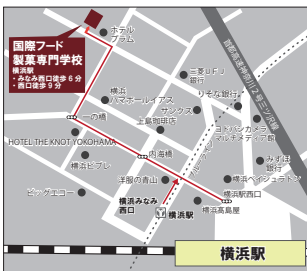 ホテル
プラム
国際フード
製菓専門学校
横浜駅
・みなみ西口徒歩6分
・西口徒歩9分
首都高速神奈川2号三ツ沢線
三菱UFJ
銀行
りそな銀行
横浜
ハマボールイアス
サンクス
一の橋
上島珈琲店
ヨドバシカメラ
マルチメディア館
HOTEL THE KNOT YOKOHAMA
内海橋
みずほ
銀行
横浜ビブレ
洋服の青山
横浜ベイシェラトン
ビッグエコー
横浜みなみ
西口
横浜駅西口
横浜駅
横浜高島屋
横浜駅